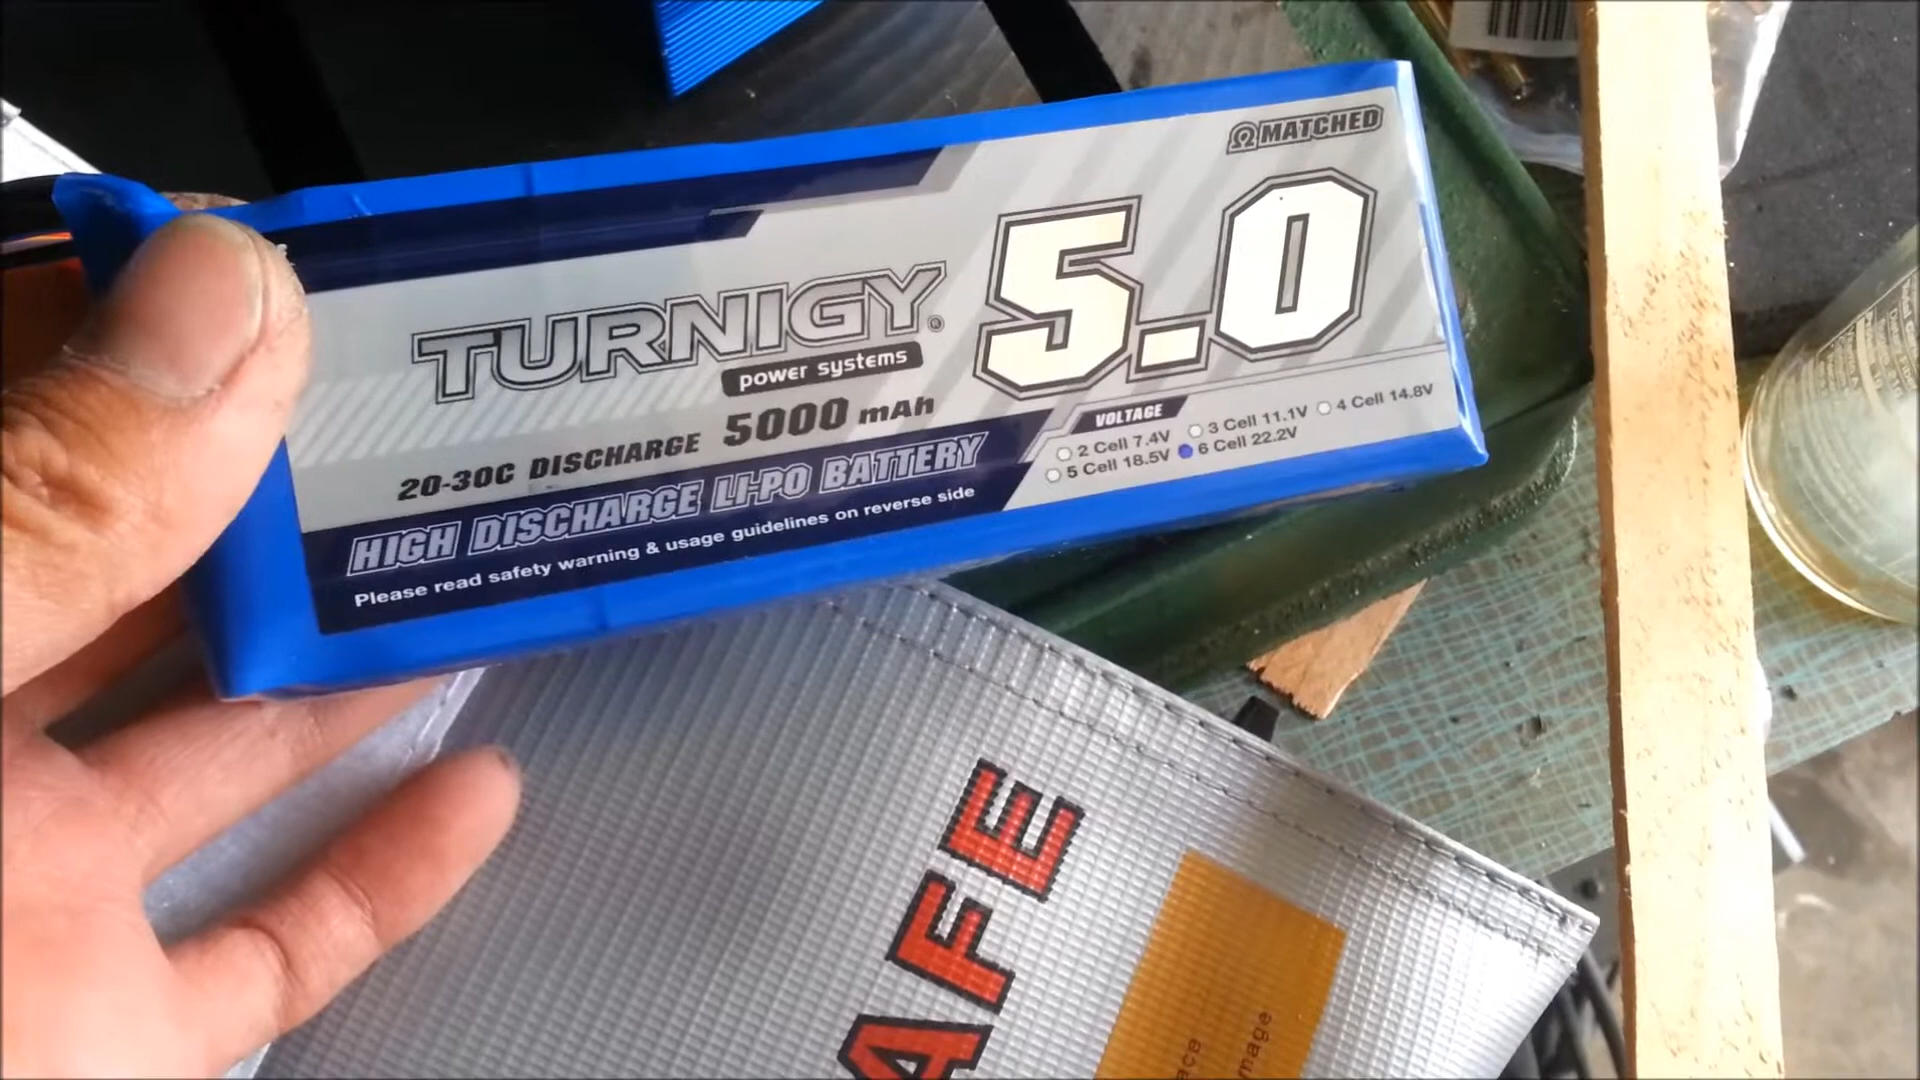 Ω MATCHED
TURNIGY®
power systems
5.0
20-30C DISCHARGE 5000 mAh
HIGH DISCHARGE LI-PO BATTERY
Please read safety warning & usage guidelines on reverse side
VOLTAGE
2 Cell 7.4V 3 Cell 11.1V 4 Cell 14.8V
5 Cell 18.5V 6 Cell 22.2V
AFE
ace
mage